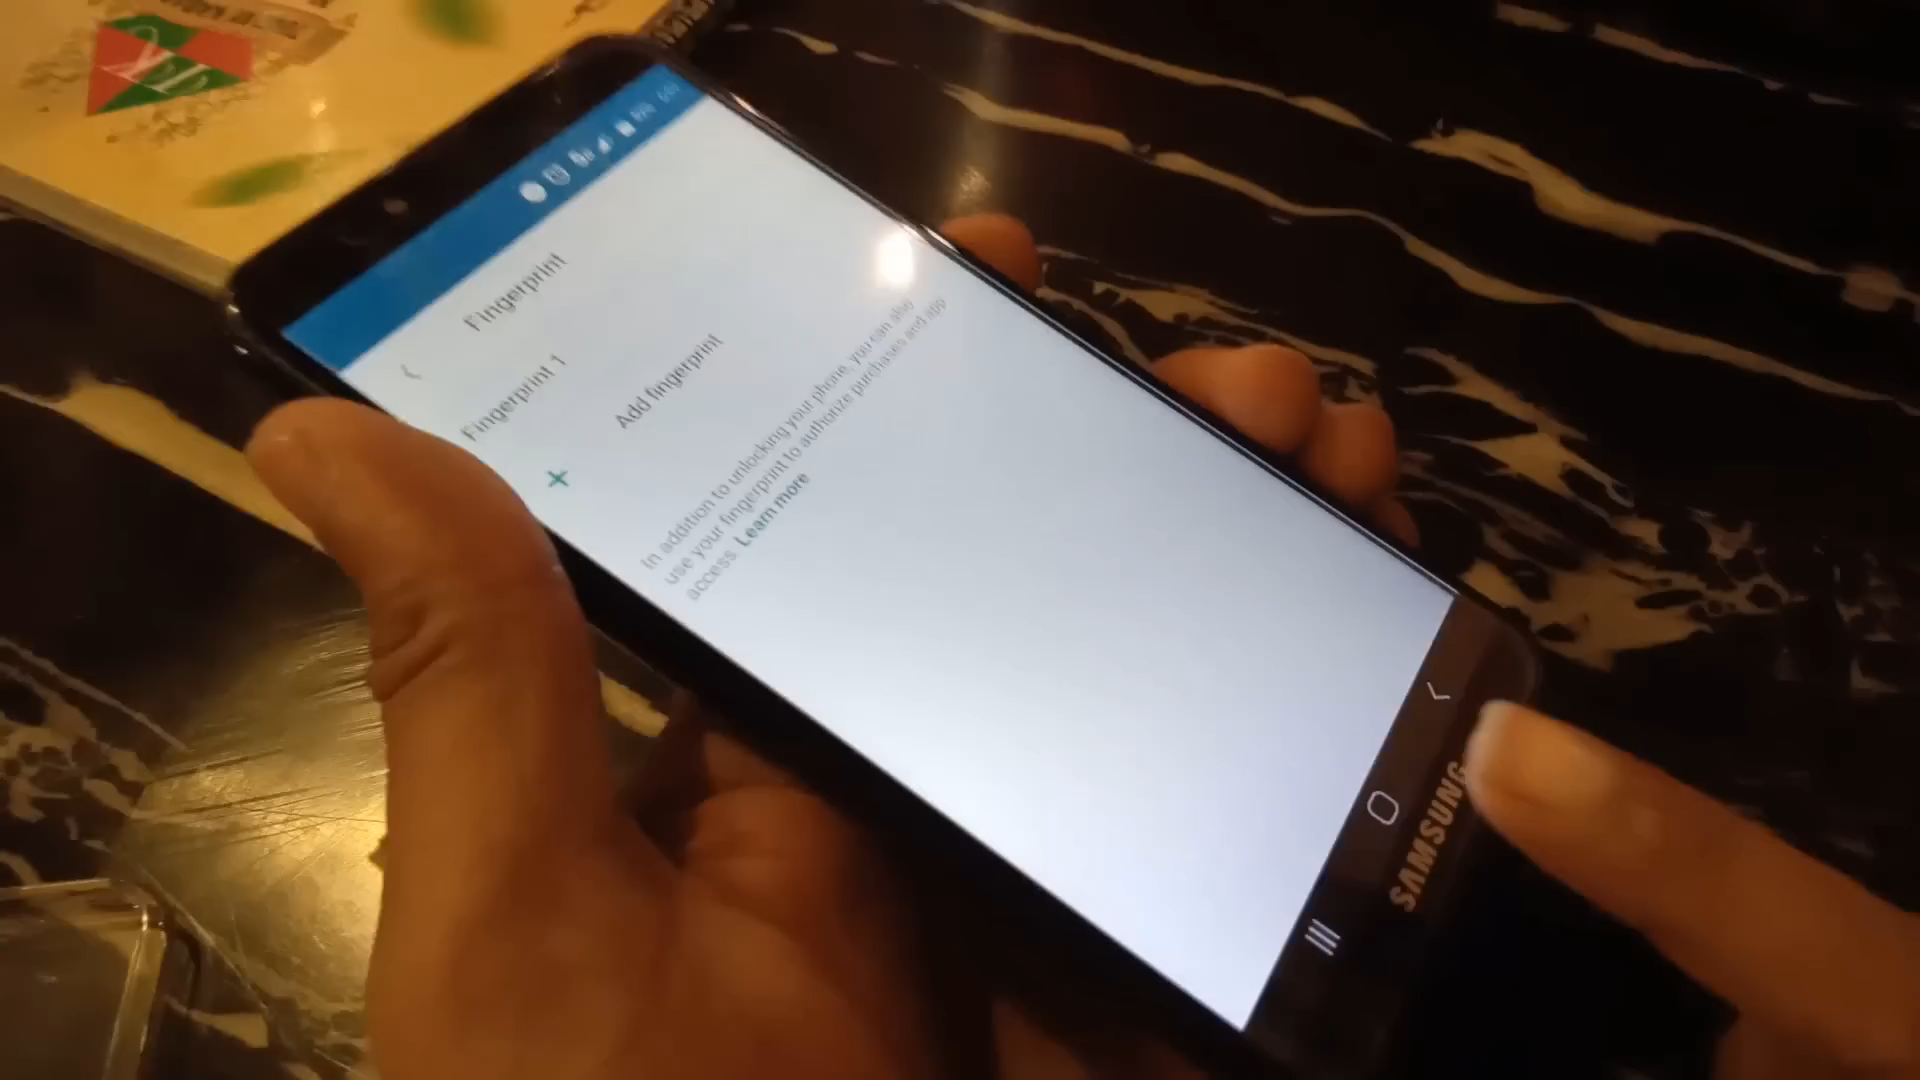 Fingerprint
Fingerprint 1
Add fingerprint
In addition to unlocking your phone, you can also
use your fingerprint to authorize purchases and app
access. Learn more
SAMSUNG